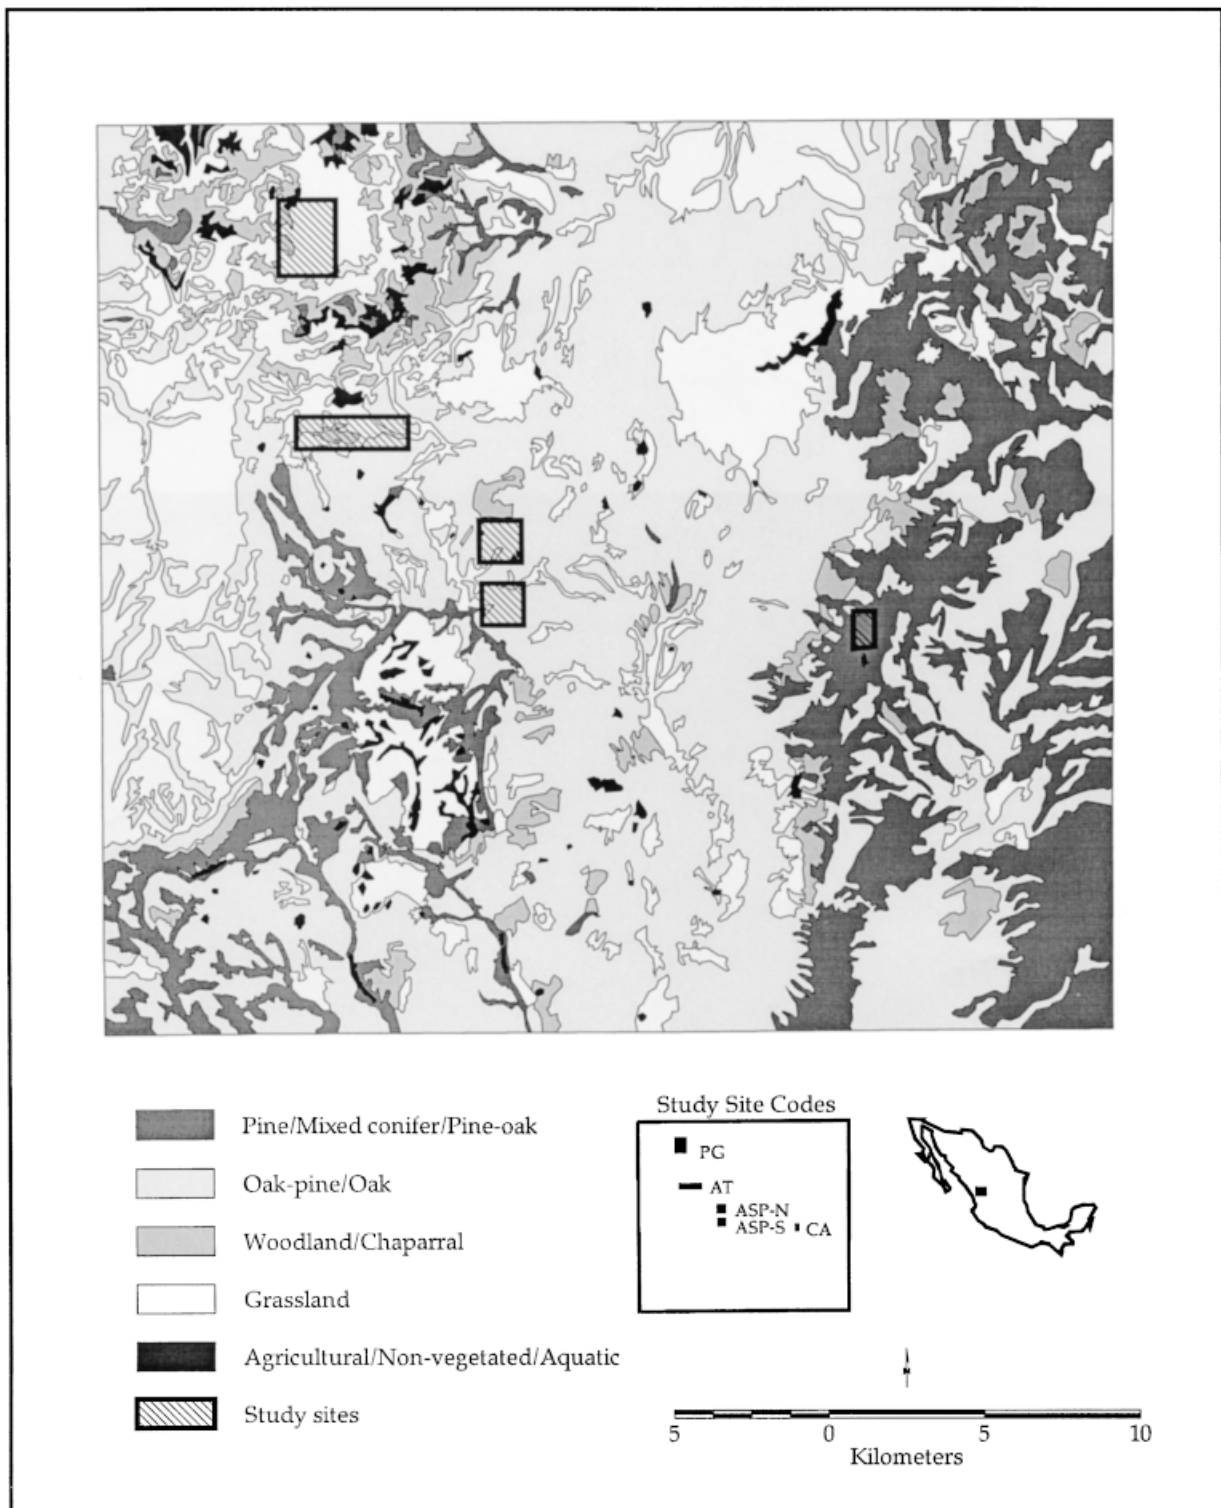 Pine/Mixed conifer/Pine-oak
Oak-pine/Oak
Woodland/Chaparral
Grassland
Agricultural/Non-vegetated/Aquatic
Study sites
Study Site Codes
PG
AT
ASP-N
ASP-S
CA
N
5 0 5 10
Kilometers